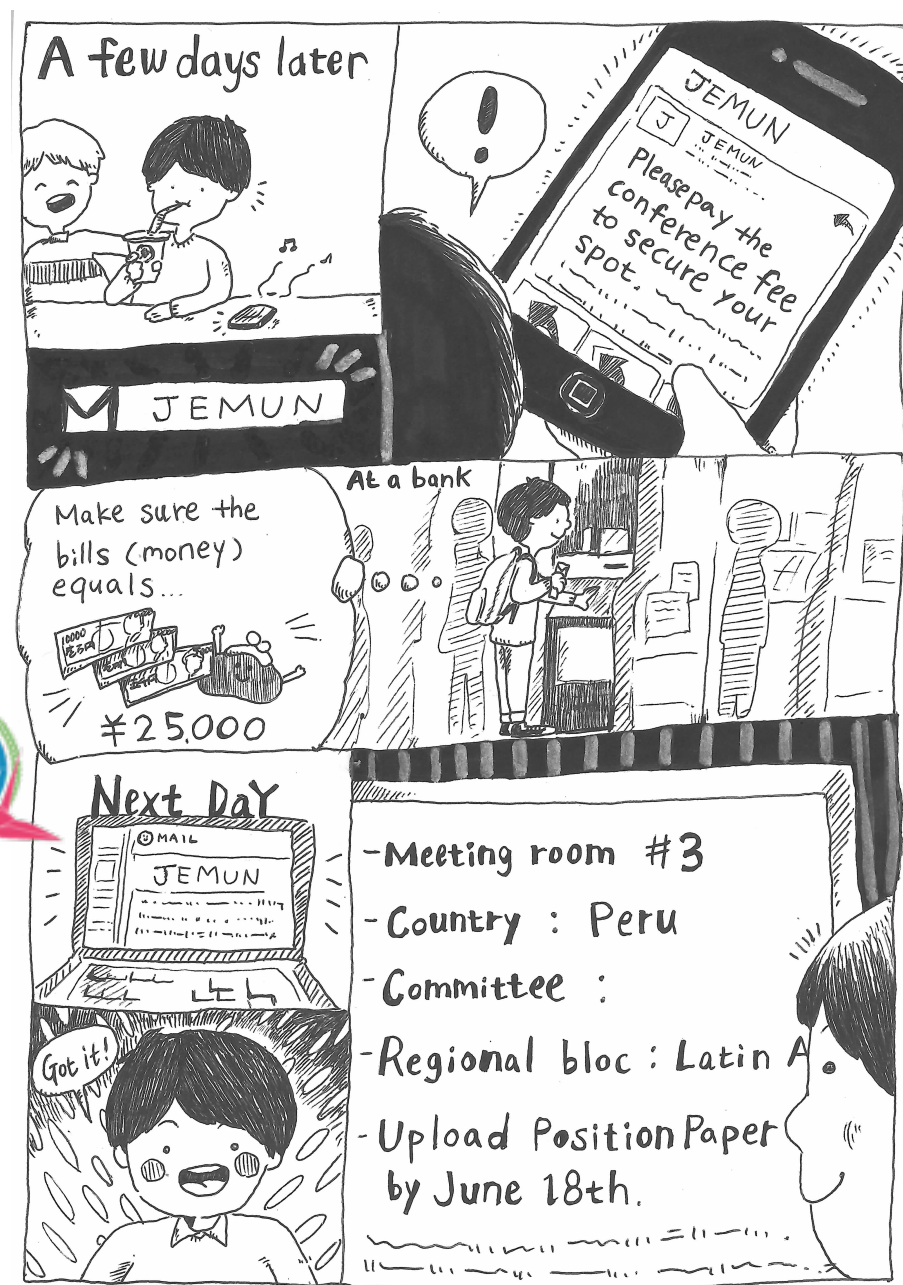 A few days later
JEMUN
!
JEMUN
J JEMUN
Please pay the
conference fee
to secure your
spot.
Make sure the
bills (money)
equals...
10000
¥25,000
At a bank
Next Day
MAIL
JEMUN
Got it!
-Meeting room #3
-Country : Peru
-Committee :
-Regional bloc : Latin A
-Upload Position Paper
by June 18th.